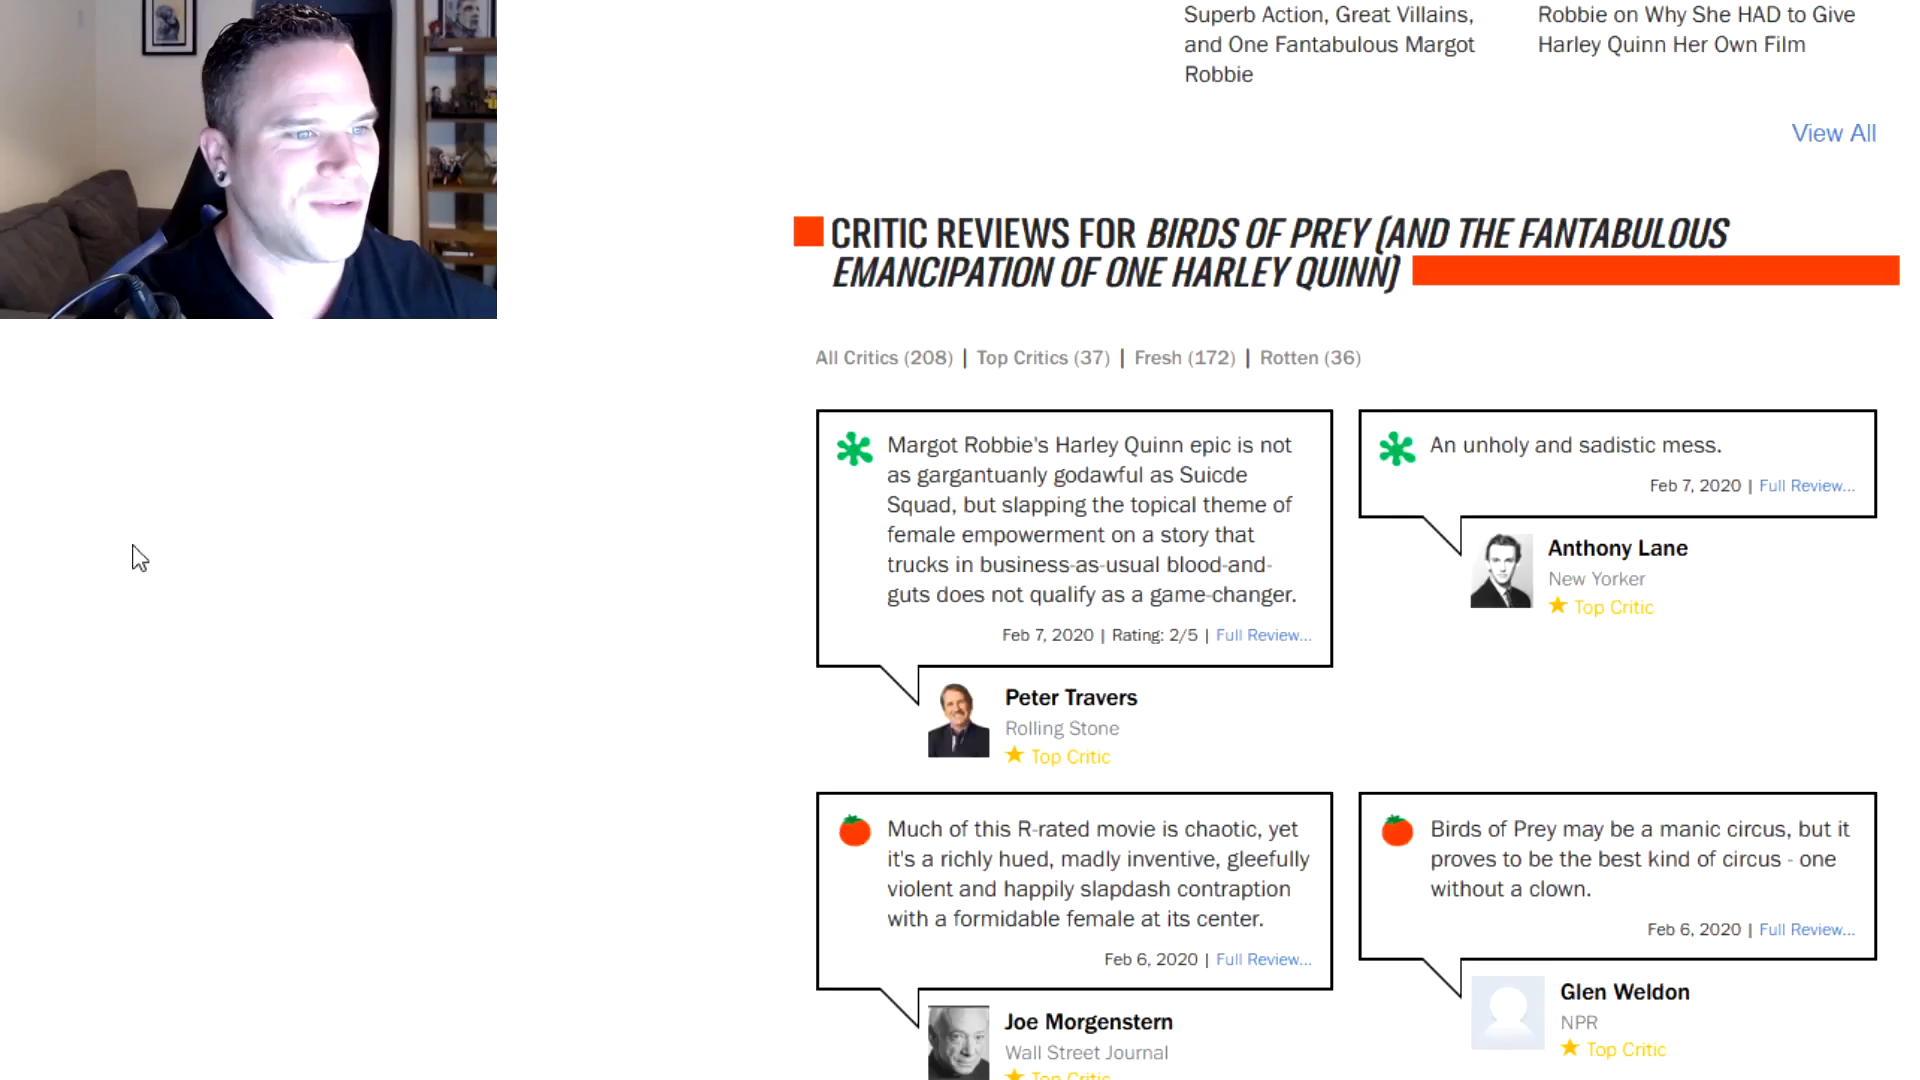 Superb Action, Great Villains,
and One Fantabulous Margot
Robbie
Robbie on Why She HAD to Give
Harley Quinn Her Own Film
View All
CRITIC REVIEWS FOR BIRDS OF PREY (AND THE FANTABULOUS
EMANCIPATION OF ONE HARLEY QUINN)
All Critics (208) | Top Critics (37) | Fresh (172) | Rotten (36)
Margot Robbie's Harley Quinn epic is not
as gargantuanly godawful as Suicde
Squad, but slapping the topical theme of
female empowerment on a story that
trucks in business-as-usual blood-and-
guts does not qualify as a game-changer.
Feb 7, 2020 | Rating: 2/5 | Full Review...
Peter Travers
Rolling Stone
Top Critic
An unholy and sadistic mess.
Feb 7, 2020 | Full Review...
Anthony Lane
New Yorker
Top Critic
Much of this R-rated movie is chaotic, yet
it's a richly hued, madly inventive, gleefully
violent and happily slapdash contraption
with a formidable female at its center.
Feb 6, 2020 | Full Review...
Joe Morgenstern
Wall Street Journal
Top Critic
Birds of Prey may be a manic circus, but it
proves to be the best kind of circus - one
without a clown.
Feb 6, 2020 | Full Review...
Glen Weldon
NPR
Top Critic